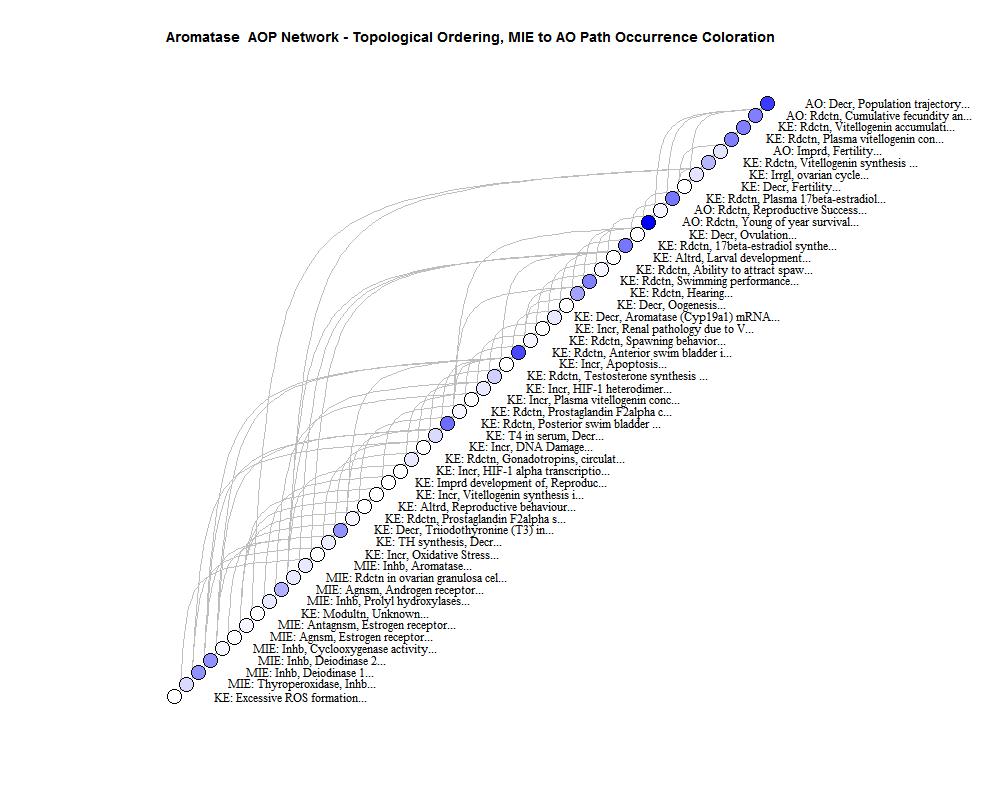 Aromatase  AOP Network - Topological Ordering, MIE to AO Path Occurrence Coloration
AO: Decr, Population trajectory...
AO: Rdctn, Cumulative fecundity an...
KE: Rdctn, Vitellogenin accumulati...
KE: Rdctn, Plasma vitellogenin con...
AO: Imprd, Fertility...
KE: Rdctn, Vitellogenin synthesis ...
KE: Irrgl, ovarian cycle...
KE: Decr, Fertility...
KE: Rdctn, Plasma 17beta-estradiol...
AO: Rdctn, Reproductive Success...
AO: Rdctn, Young of year survival...
KE: Decr, Ovulation...
KE: Rdctn, 17beta-estradiol synthe...
KE: Altrd, Larval development...
KE: Rdctn, Ability to attract spaw...
KE: Rdctn, Swimming performance...
KE: Rdctn, Hearing...
KE: Decr, Oogenesis...
KE: Decr, Aromatase (Cyp19a1) mRNA...
KE: Incr, Renal pathology due to V...
KE: Rdctn, Spawning behavior...
KE: Rdctn, Anterior swim bladder i...
KE: Incr, Apoptosis...
KE: Rdctn, Testosterone synthesis ...
KE: Incr, HIF-1 heterodimer...
KE: Incr, Plasma vitellogenin conc...
KE: Rdctn, Prostaglandin F2alpha c...
KE: Rdctn, Posterior swim bladder ...
KE: T4 in serum, Decr...
KE: Incr, DNA Damage...
KE: Rdctn, Gonadotropins, circulat...
KE: Incr, HIF-1 alpha transcriptio...
KE: Imprd development of, Reproduc...
KE: Incr, Vitellogenin synthesis i...
KE: Altrd, Reproductive behaviour...
KE: Rdctn, Prostaglandin F2alpha s...
KE: Decr, Triiodothyronine (T3) in...
KE: TH synthesis, Decr...
KE: Incr, Oxidative Stress...
MIE: Inhb, Aromatase...
MIE: Rdctn in ovarian granulosa cel...
MIE: Agnsm, Androgen receptor...
MIE: Inhb, Prolyl hydroxylases...
KE: Modultn, Unknown...
MIE: Antagnsm, Estrogen receptor...
MIE: Agnsm, Estrogen receptor...
MIE: Inhb, Cyclooxygenase activity...
MIE: Inhb, Deiodinase 2...
MIE: Inhb, Deiodinase 1...
MIE: Thyroperoxidase, Inhb...
KE: Excessive ROS formation...